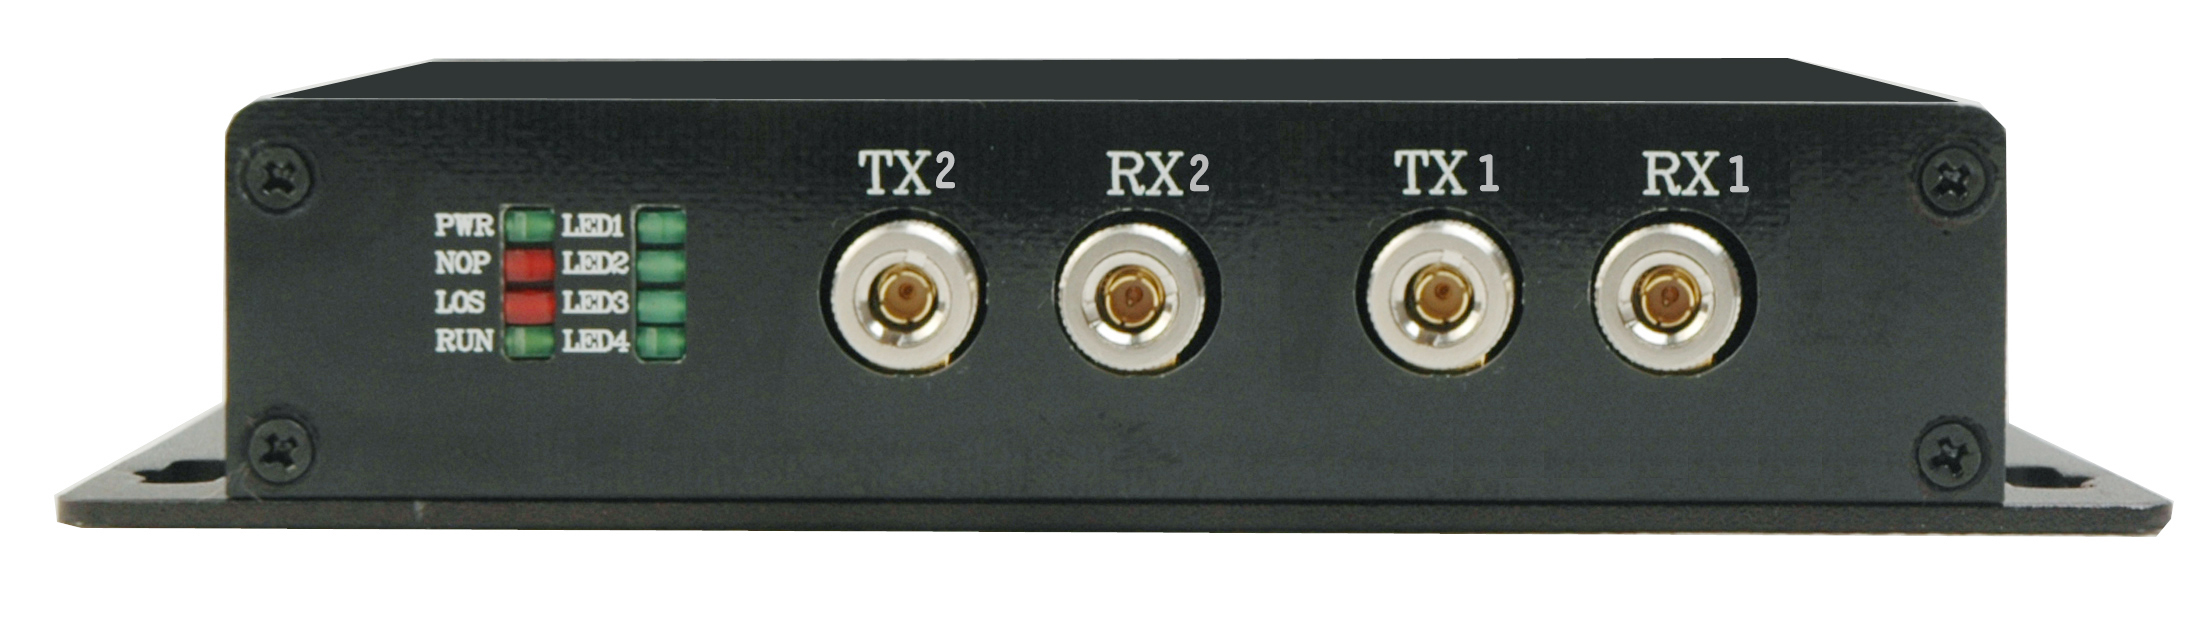 TX2 RX2 TX1 RX1
PWR LED1
NOP LED2
LOS LED3
RUN LED4